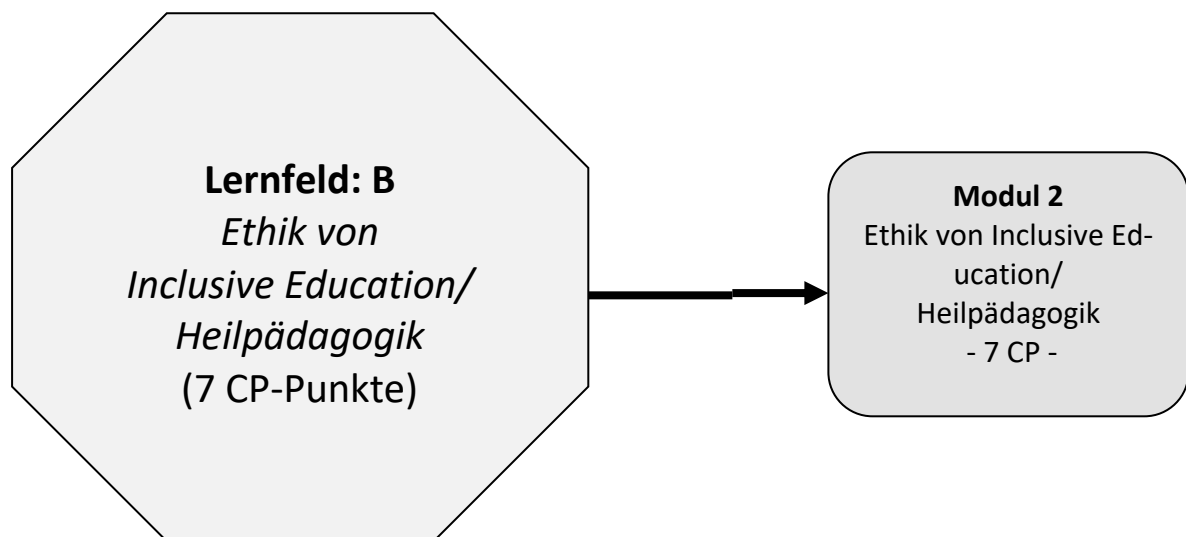 Lernfeld: B
Ethik von
Inclusive Education/
Heilpädagogik
(7 CP-Punkte)
Modul 2
Ethik von Inclusive Ed-
ucation/
Heilpädagogik
- 7 CP -